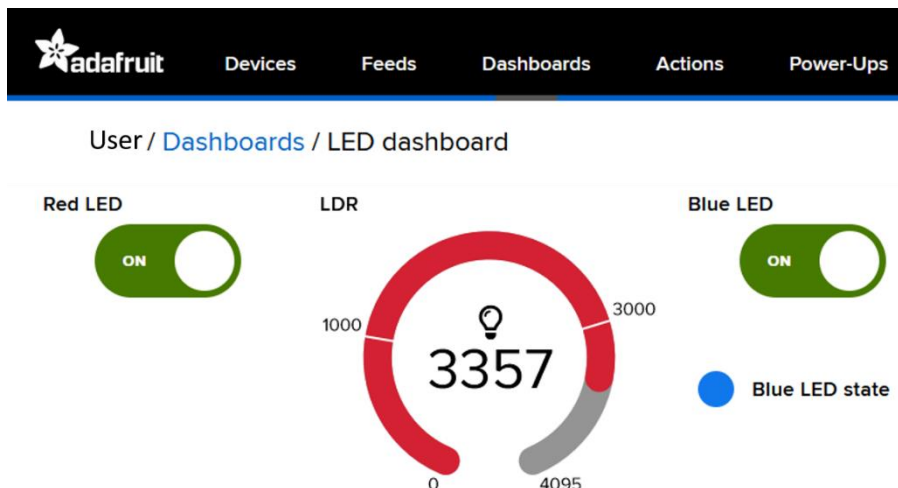 adafruit Devices Feeds Dashboards Actions Power-Ups
User / Dashboards / LED dashboard
Red LED LDR Blue LED
ON ON
1000 3000
3357
Blue LED state
0 4095